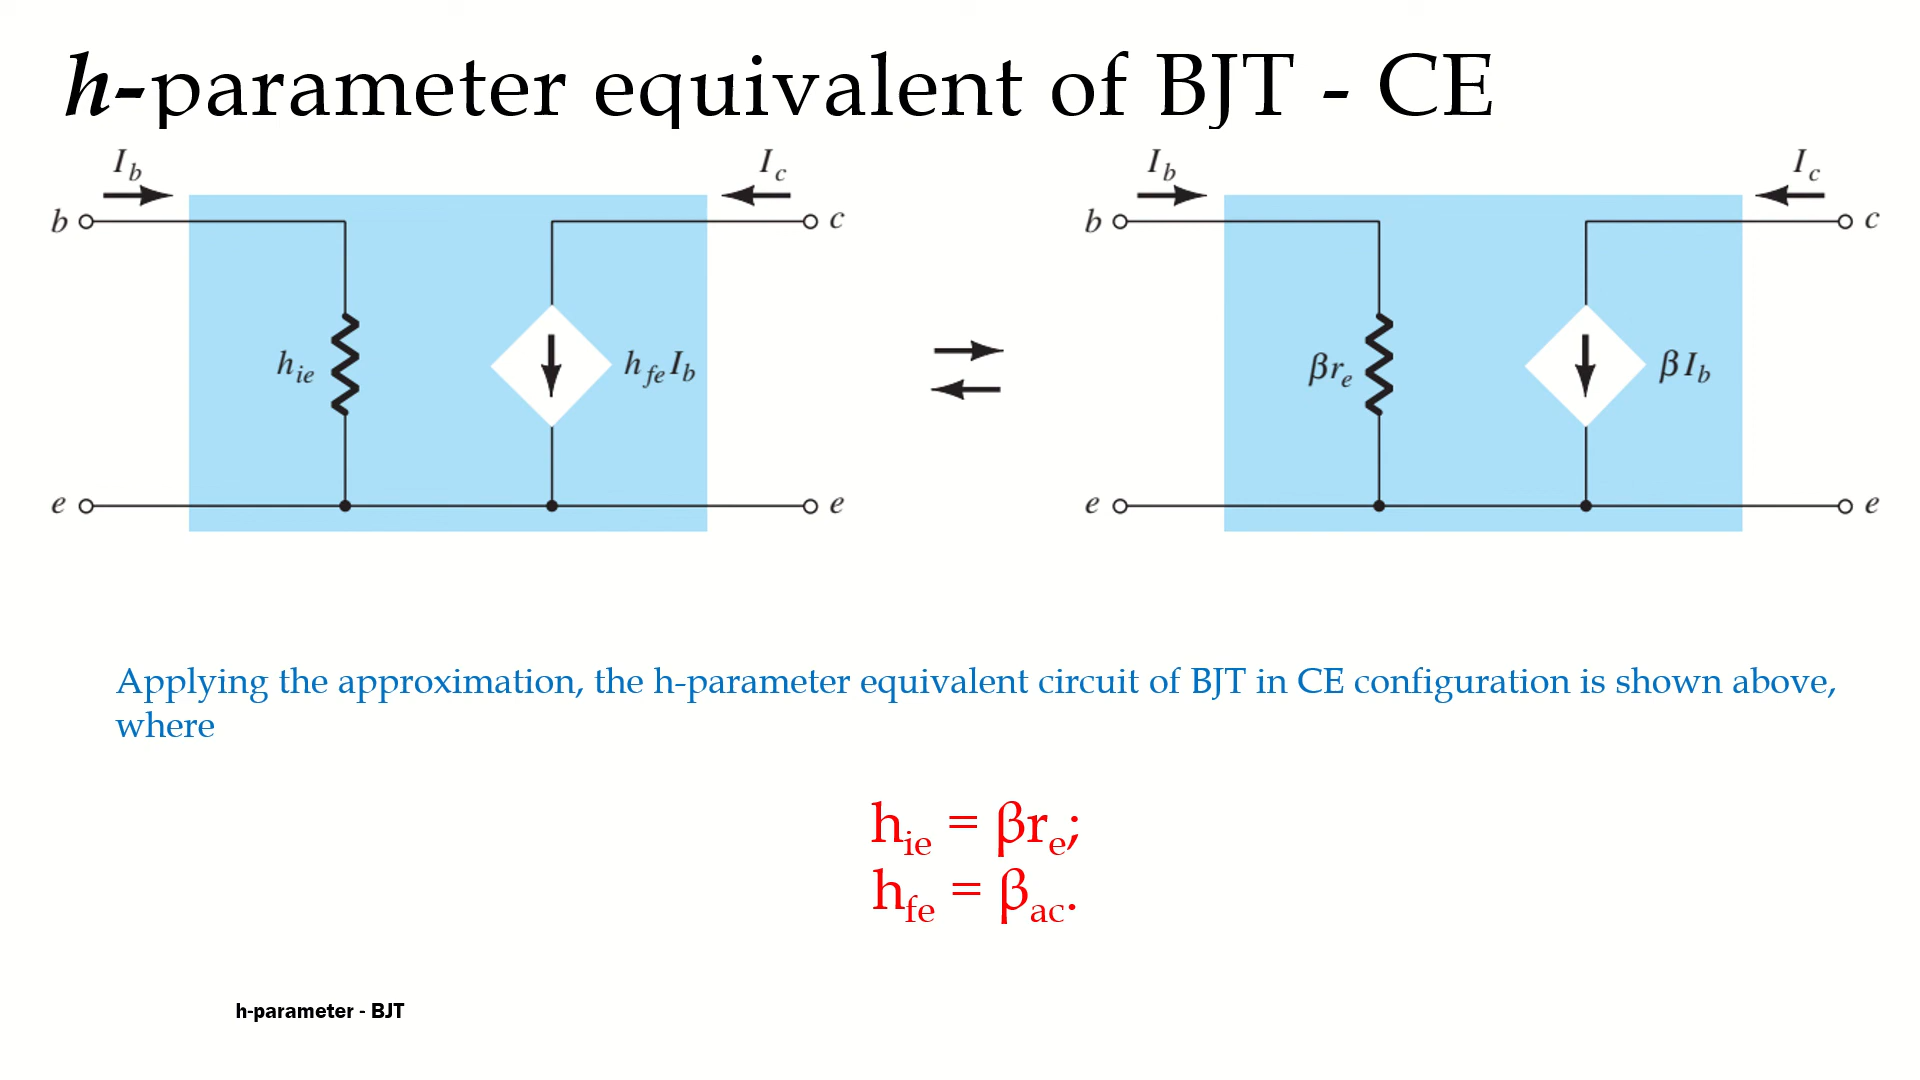 h-parameter equivalent of BJT - CE
I_b I_c I_b I_c
b c b c
h_ie h_fe I_b βr_e βI_b
e e e e
Applying the approximation, the h-parameter equivalent circuit of BJT in CE configuration is shown above,
where
h_ie = βr_e;
h_fe = β_ac.
h-parameter - BJT